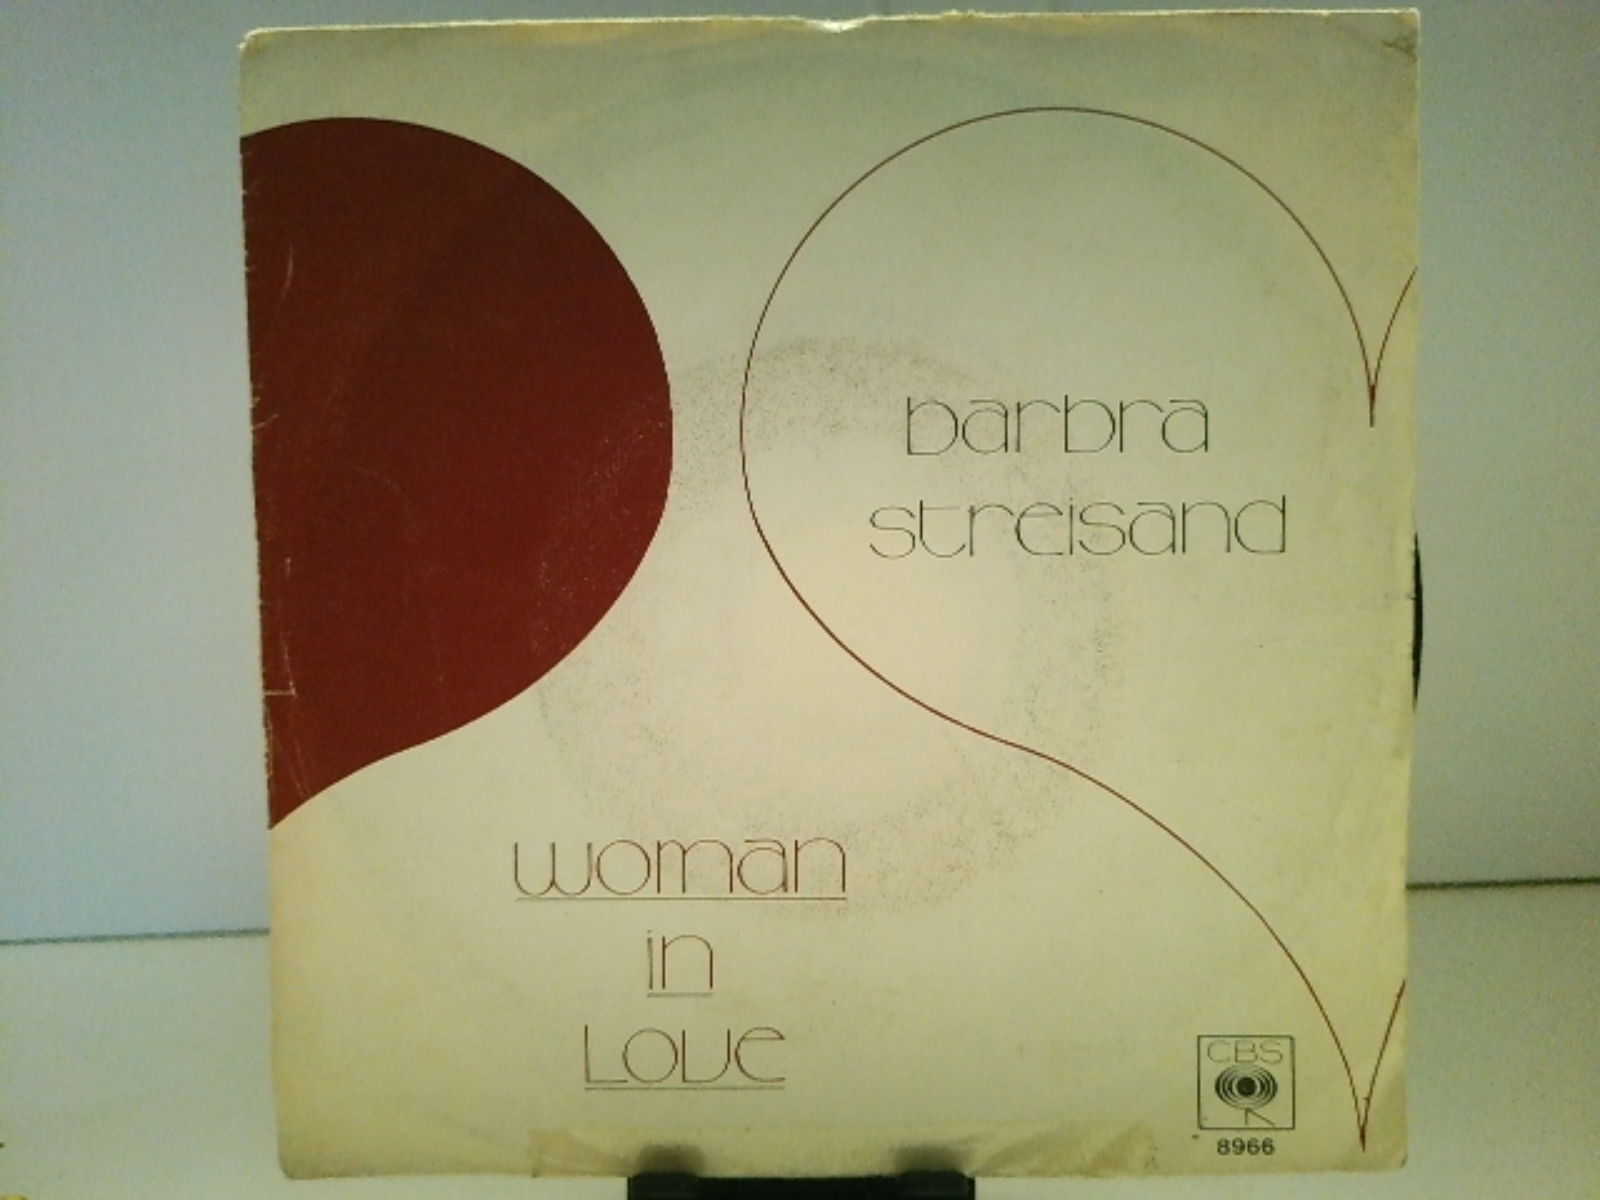 barbra
streisand
woman
in
Love
CBS
8966